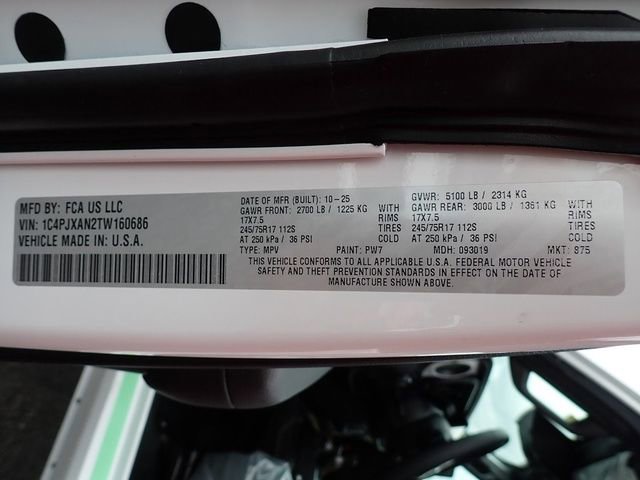 MFD BY: FCA US LLC
VIN: 1C4PJXAN2TW160686
VEHICLE MADE IN U.S.A.
DATE OF MFR (BUILT): 10-25 GVWR: 5100 LB / 2314 KG
GAWR FRONT: 2700 LB / 1225 KG WITH GAWR REAR: 3000 LB / 1361 KG WITH
17X7.5 RIMS 17X7.5 RIMS
245/75R17 112S TIRES 245/75R17 112S TIRES
AT 250 kPa / 36 PSI COLD AT 250 kPa / 36 PSI COLD
TYPE: MPV PAINT: PW7 MDH: 093019 MKT: 875
THIS VEHICLE CONFORMS TO ALL APPLICABLE U.S.A. FEDERAL MOTOR VEHICLE
SAFETY AND THEFT PREVENTION STANDARDS IN EFFECT ON THE DATE OF
MANUFACTURE SHOWN ABOVE.